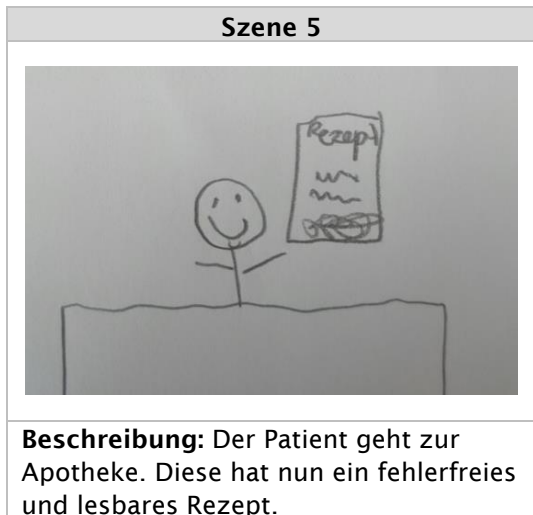 Szene 5
Rezept
Beschreibung: Der Patient geht zur
Apotheke. Diese hat nun ein fehlerfreies
und lesbares Rezept.